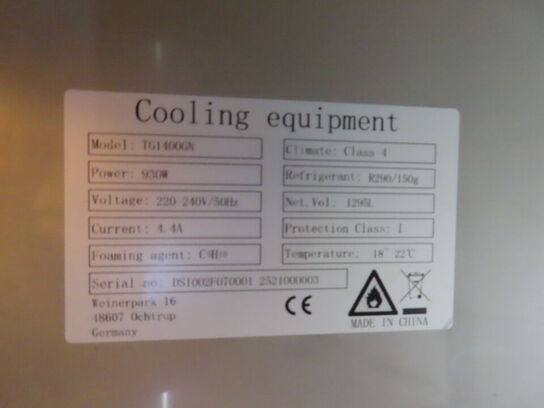 Cooling equipment
Model: TG1400GN
Climate: Class 4
Power: 930W
Refrigerant: R290/150g
Voltage: 220-240V/50Hz
Net.Vol: 1295L
Current: 4.4A
Protection Class: I
Foaming agent: C⁵H¹⁰
Temperature: 18~22℃
Serial no: DS1002F070001 2521000003
Weinerpark 16
48607 Ochtrup
Germany
CE
MADE IN CHINA